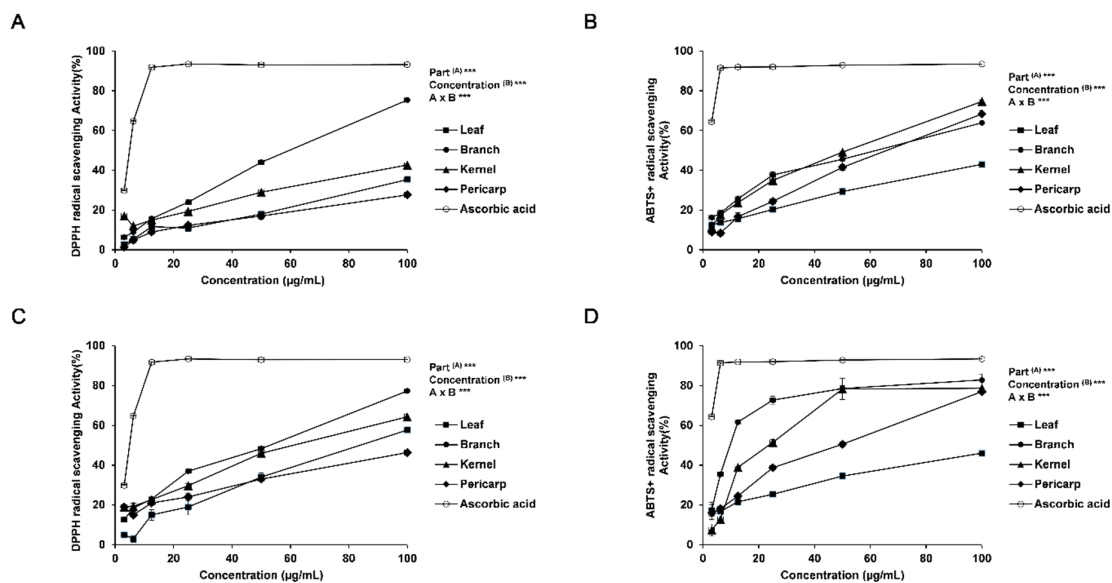 A
DPPH radical scavenging Activity(%)
100
80
60
40
20
0
0
20
40
60
80
100
Concentration (µg/mL)
Part (A) ***
Concentration (B) ***
A x B ***
Leaf
Branch
Kernel
Pericarp
Ascorbic acid
B
ABTS+ radical scavenging
Activity(%)
100
80
60
40
20
0
0
20
40
60
80
100
Concentration (µg/mL)
Part (A) ***
Concentration (B) ***
A x B ***
Leaf
Branch
Kernel
Pericarp
Ascorbic acid
C
DPPH radical scavenging Activity(%)
100
80
60
40
20
0
0
20
40
60
80
100
Concentration (µg/mL)
Part (A) ***
Concentration (B) ***
A x B ***
Leaf
Branch
Kernel
Pericarp
Ascorbic acid
D
ABTS+ radical scavenging
Activity(%)
100
80
60
40
20
0
0
20
40
60
80
100
Concentration (µg/mL)
Part (A) ***
Concentration (B) ***
A x B ***
Leaf
Branch
Kernel
Pericarp
Ascorbic acid